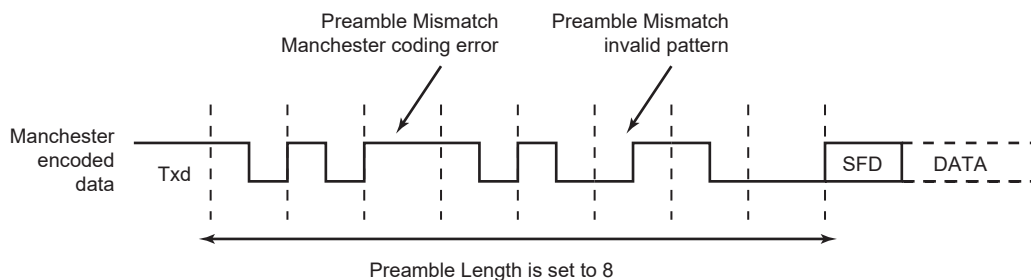 Preamble Mismatch
Manchester coding error
Preamble Mismatch
invalid pattern
Manchester
encoded
data
Txd
SFD
DATA
Preamble Length is set to 8